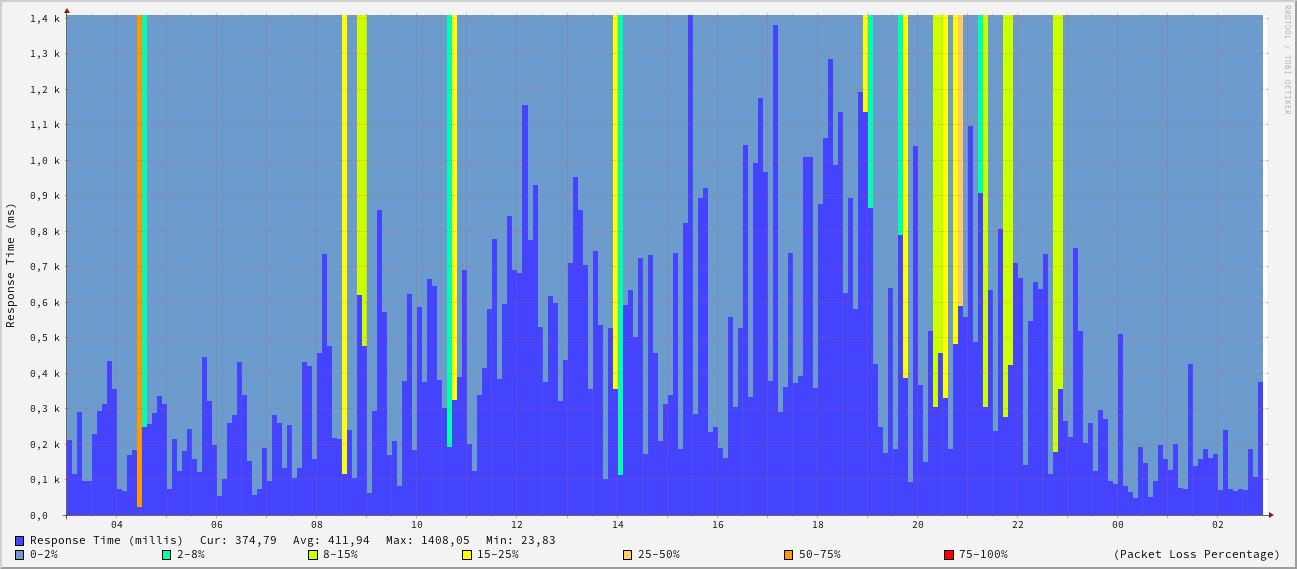 RRDTOOL / TOBI OETIKER
Response Time (ms)
1,4 k
1,3 k
1,2 k
1,1 k
1,0 k
0,9 k
0,8 k
0,7 k
0,6 k
0,5 k
0,4 k
0,3 k
0,2 k
0,1 k
0,0
04 06 08 10 12 14 16 18 20 22 00 02
Response Time (millis) Cur: 374,79 Avg: 411,94 Max: 1408,05 Min: 23,83
0-2% 2-8% 8-15% 15-25% 25-50% 50-75% 75-100% (Packet Loss Percentage)